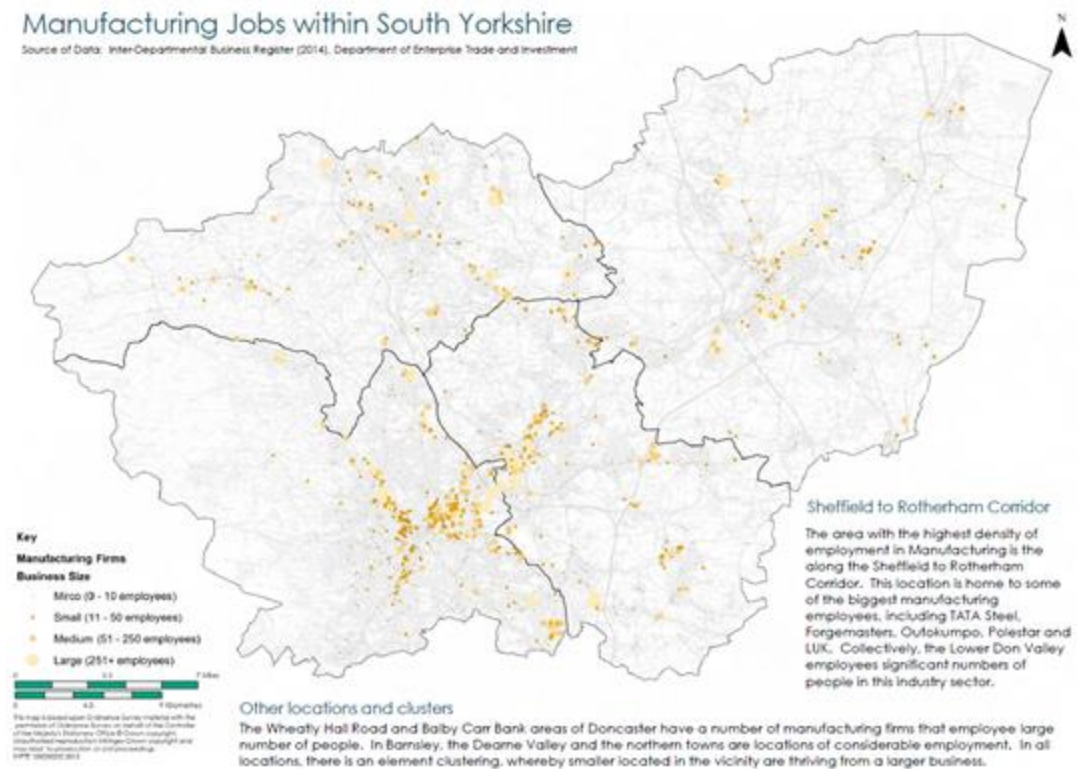 Manufacturing Jobs within South Yorkshire
Source of Data: Inter-Departmental Business Register (2014), Department of Enterprise Trade and Investment
N
Sheffield to Rotherham Corridor
The area with the highest density of
employment in Manufacturing is the
along the Sheffield to Rotherham
Corridor. This location is home to some
of the biggest manufacturing
employees, including TATA Steel,
Forgemasters, Outokumpo, Polestar and
LUK. Collectively, the Lower Don Valley
employees significant numbers of
people in this industry sector.
Key
Manufacturing Firms
Business Size
Mirco (0 - 10 employees)
Small (11 - 50 employees)
Medium (51 - 250 employees)
Large (251+ employees)
Other locations and clusters
The Wheatly Hall Road and Balby Carr Bank areas of Doncaster have a number of manufacturing firms that employee large
number of people. In Barnsley, the Dearne Valley and the northern towns are locations of considerable employment. In all
locations, there is an element clustering, whereby smaller located in the vicinity are thriving from a larger business.